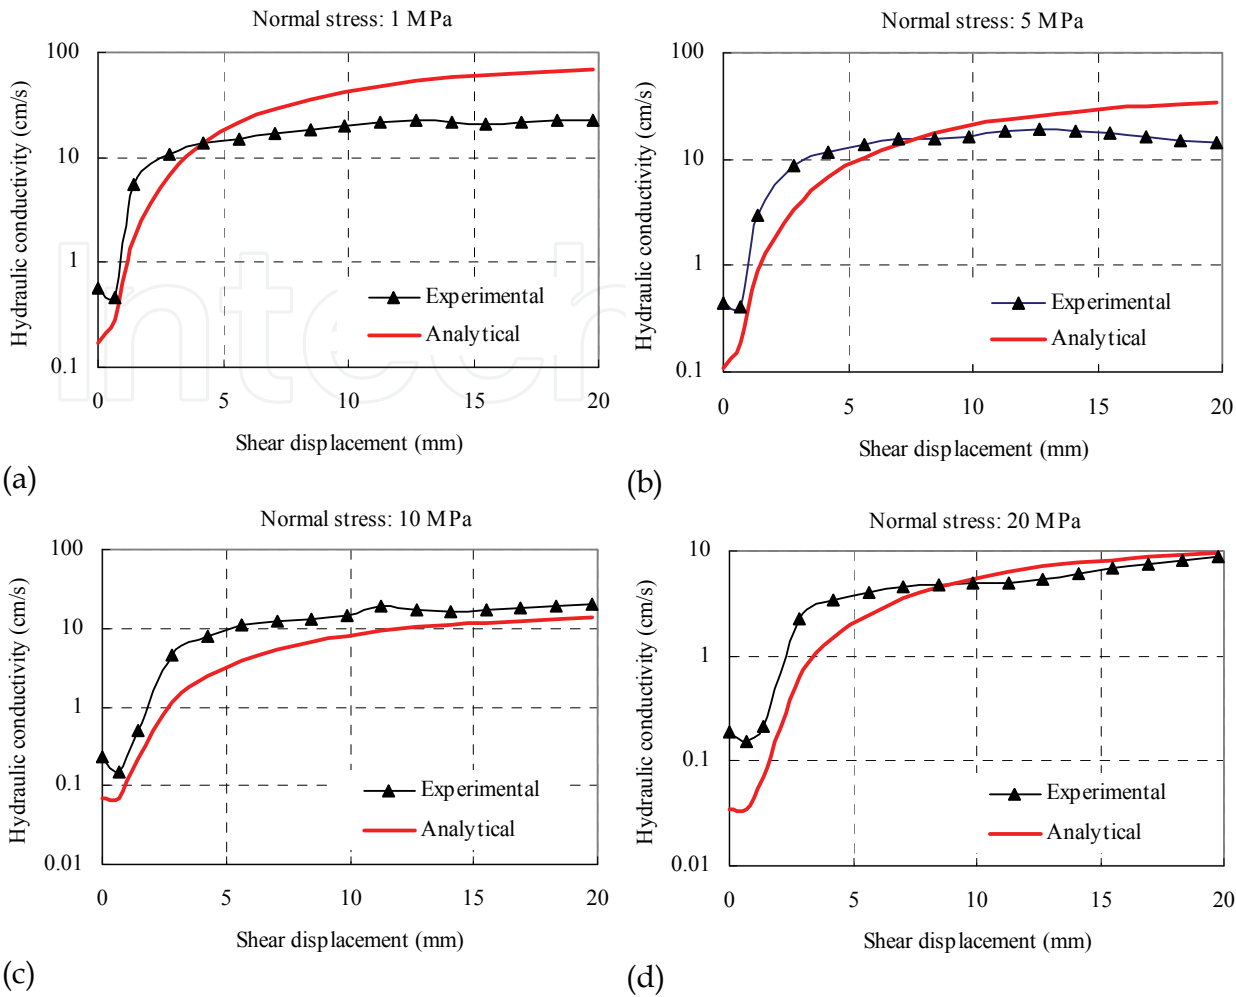 Normal stress: 1 MPa
100
10
1
0.1
Hydraulic conductivity (cm/s)
Experimental
Analytical
0 5 10 15 20
Shear displacement (mm)
(a)
Normal stress: 5 MPa
100
10
1
0.1
Hydraulic conductivity (cm/s)
Experimental
Analytical
0 5 10 15 20
Shear displacement (mm)
(b)
Normal stress: 10 MPa
100
10
1
0.1
0.01
Hydraulic conductivity (cm/s)
Experimental
Analytical
0 5 10 15 20
Shear displacement (mm)
(c)
Normal stress: 20 MPa
10
1
0.1
0.01
Hydraulic conductivity (cm/s)
Experimental
Analytical
0 5 10 15 20
Shear displacement (mm)
(d)
Intech